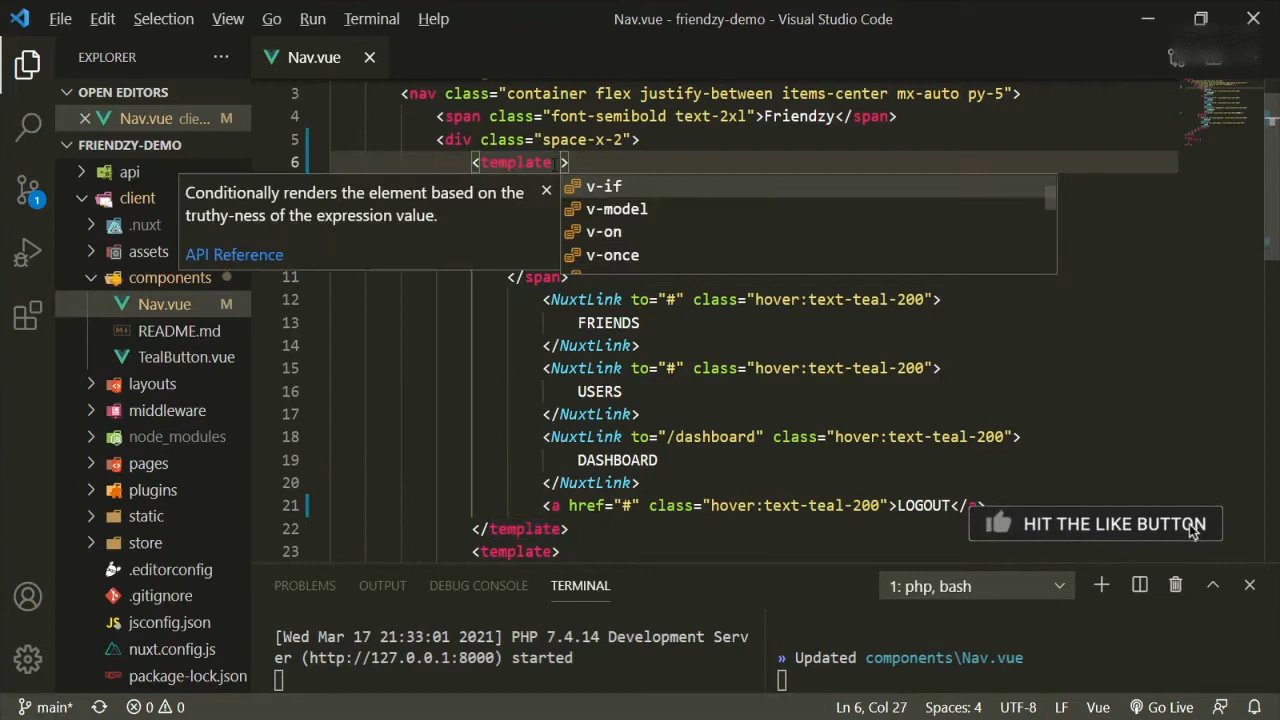 File Edit Selection View Go Run Terminal Help Nav.vue - friendzy-demo - Visual Studio Code
EXPLORER ··· Nav.vue
OPEN EDITORS
Nav.vue clie... M
FRIENDZY-DEMO
api
client
.nuxt
assets
components
Nav.vue M
README.md
TealButton.vue
layouts
middleware
node_modules
pages
plugins
static
store
.editorconfig
.gitignore
jsconfig.json
nuxt.config.js
package-lock.json
1
3 <nav class="container flex justify-between items-center mx-auto py-5">
4 <span class="font-semibold text-2xl">Friendzy</span>
5 <div class="space-x-2">
6 <template >
Conditionally renders the element based on the
truthy-ness of the expression value.
API Reference
v-if
v-model
v-on
v-once
11 </span>
12 <NuxtLink to="#" class="hover:text-teal-200">
13 FRIENDS
14 </NuxtLink>
15 <NuxtLink to="#" class="hover:text-teal-200">
16 USERS
17 </NuxtLink>
18 <NuxtLink to="/dashboard" class="hover:text-teal-200">
19 DASHBOARD
20 </NuxtLink>
21 <a href="#" class="hover:text-teal-200">LOGOUT</a>
22 </template>
23 <template>
HIT THE LIKE BUTTON
PROBLEMS OUTPUT DEBUG CONSOLE TERMINAL 1: php, bash
[Wed Mar 17 21:33:01 2021] PHP 7.4.14 Development Serv
er (http://127.0.0.1:8000) started
» Updated components\Nav.vue
main* 0 0 Ln 6, Col 27 Spaces: 4 UTF-8 LF Vue Go Live